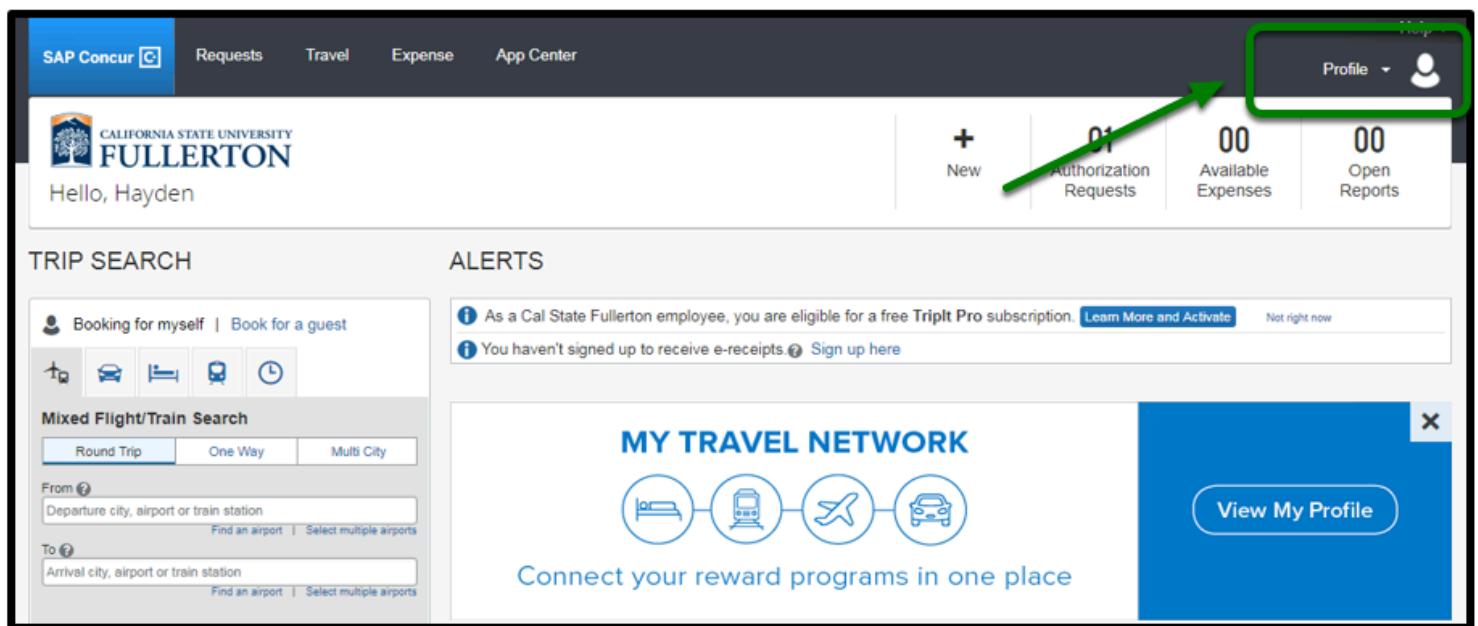 Help
SAP Concur C Requests Travel Expense App Center Profile
CALIFORNIA STATE UNIVERSITY
FULLERTON
Hello, Hayden
+
New
01
Authorization
Requests
00
Available
Expenses
00
Open
Reports
TRIP SEARCH
Booking for myself | Book for a guest
Mixed Flight/Train Search
Round Trip One Way Multi City
From ?
Departure city, airport or train station
Find an airport | Select multiple airports
To ?
Arrival city, airport or train station
Find an airport | Select multiple airports
ALERTS
As a Cal State Fullerton employee, you are eligible for a free TripIt Pro subscription. Learn More and Activate Not right now
You haven't signed up to receive e-receipts. ? Sign up here
MY TRAVEL NETWORK
Connect your reward programs in one place
View My Profile